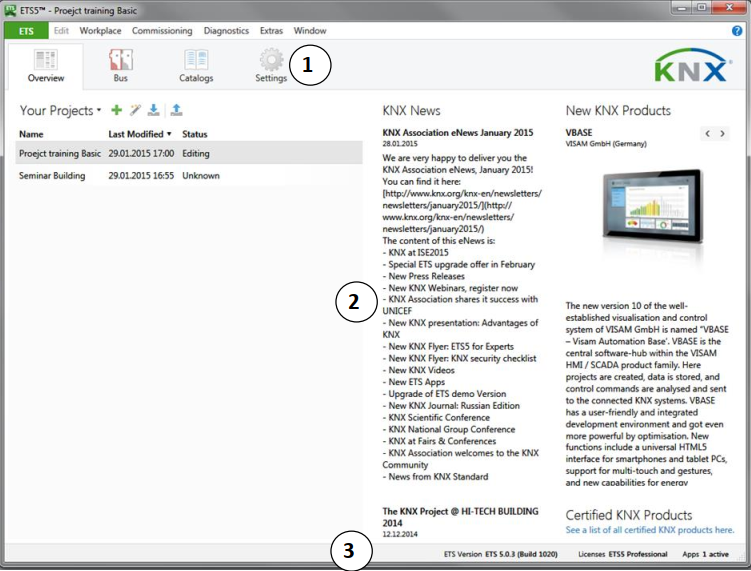 ETS5™ - Proejct training Basic
ETS Edit Workplace Commissioning Diagnostics Extras Window
?
Overview Bus Catalogs Settings
1
KNX
Your Projects
Name Last Modified Status
Proejct training Basic 29.01.2015 17:00 Editing
Seminar Building 29.01.2015 16:55 Unknown
KNX News
KNX Association eNews January 2015
28.01.2015
We are very happy to deliver you the
KNX Association eNews, January 2015!
You can find it here:
[http://www.knx.org/knx-en/newsletters/
newsletters/january2015/](http://
www.knx.org/knx-en/newsletters/
newsletters/january2015/)
The content of this eNews is:
- KNX at ISE2015
- Special ETS upgrade offer in February
- New Press Releases
- New KNX Webinars, register now
- KNX Association shares it success with
UNICEF
- New KNX presentation: Advantages of
KNX
- New KNX Flyer: ETS5 for Experts
- New KNX Flyer: KNX security checklist
- New KNX Videos
- New ETS Apps
- Upgrade of ETS demo Version
- New KNX Journal: Russian Edition
- KNX Scientific Conference
- KNX National Group Conference
- KNX at Fairs & Conferences
- KNX Association welcomes to the KNX
Community
- News from KNX Standard
The KNX Project @ HI-TECH BUILDING
2014
12.12.2014
2
New KNX Products
VBASE
VISAM GmbH (Germany)
The new version 10 of the well-
established visualisation and control
system of VISAM GmbH is named "VBASE
– Visam Automation Base'. VBASE is the
central software-hub within the VISAM
HMI / SCADA product family. Here
projects are created, data is stored, and
control commands are analysed and sent
to the connected KNX systems. VBASE
has a user-friendly and integrated
development environment and got even
more powerful by optimisation. New
functions include a universal HTML5
interface for smartphones and tablet PCs,
support for multi-touch and gestures,
and new capabilities for energy
Certified KNX Products
See a list of all certified KNX products here.
3
ETS Version ETS 5.0.3 (Build 1020) Licenses ETS5 Professional Apps 1 active